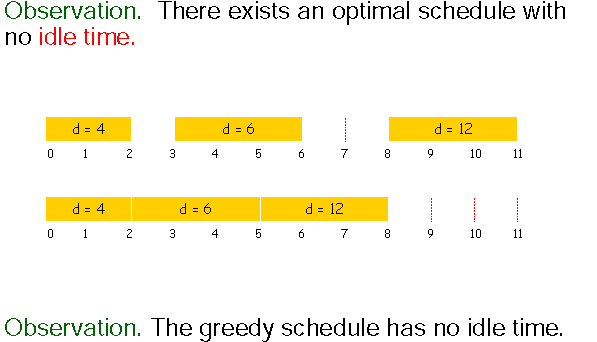 Observation. There exists an optimal schedule with
no idle time.
d = 4 d = 6 d = 12
0 1 2 3 4 5 6 7 8 9 10 11
d = 4 d = 6 d = 12
0 1 2 3 4 5 6 7 8 9 10 11
Observation. The greedy schedule has no idle time.